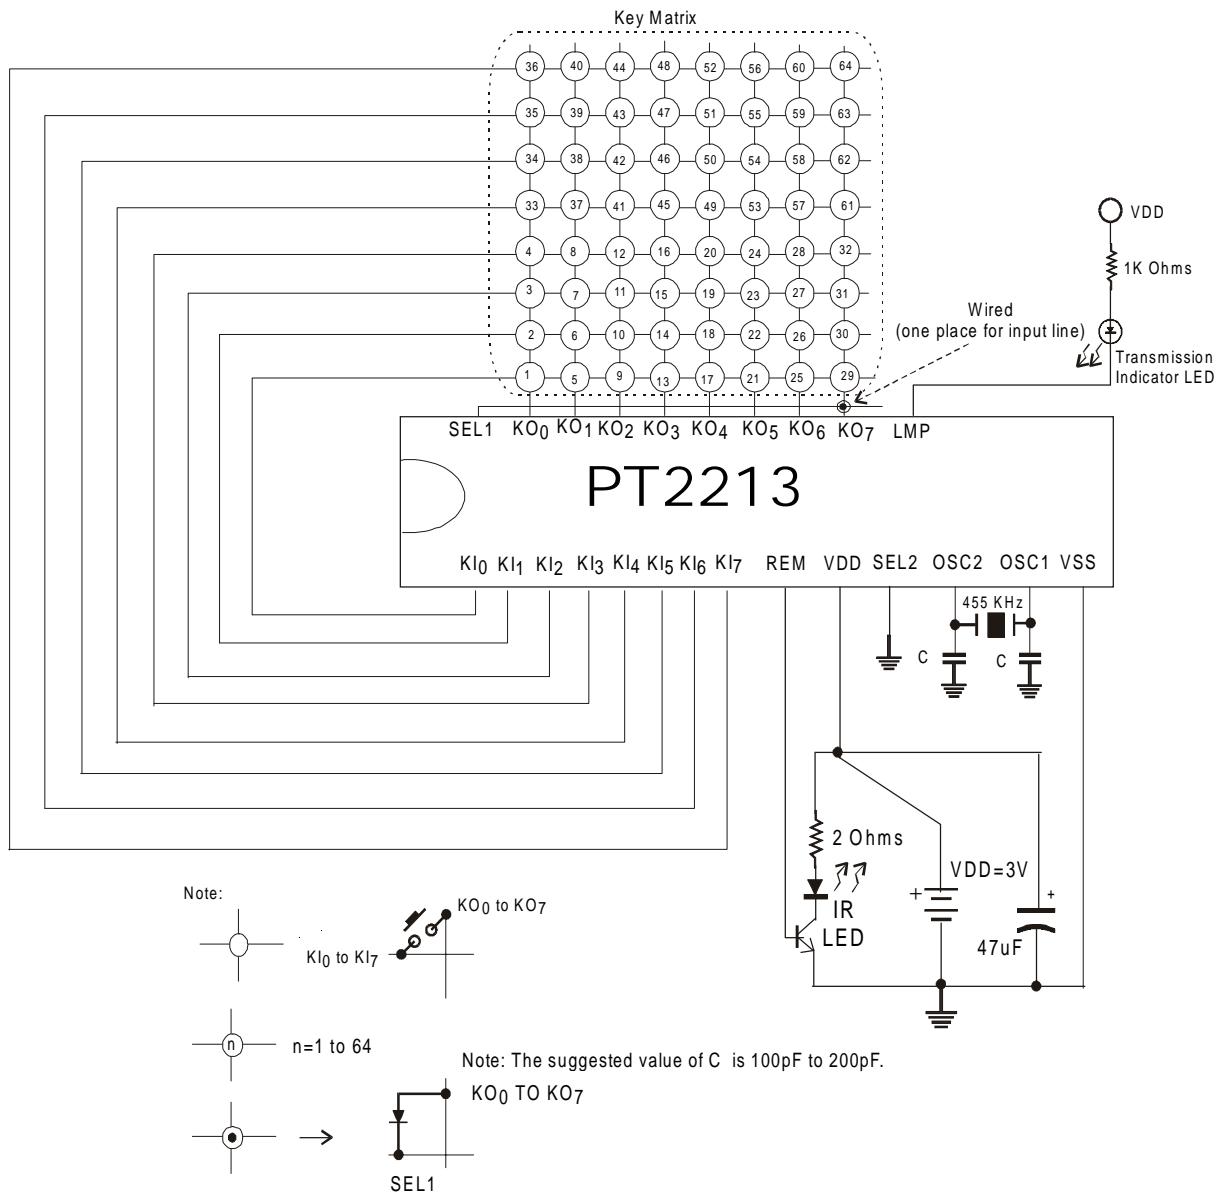 Key Matrix
36 40 44 48 52 56 60 64
35 39 43 47 51 55 59 63
34 38 42 46 50 54 58 62
33 37 41 45 49 53 57 61
4 8 12 16 20 24 28 32
3 7 11 15 19 23 27 31
2 6 10 14 18 22 26 30
1 5 9 13 17 21 25 29
VDD
1K Ohms
Wired
(one place for input line)
Transmission
Indicator LED
SEL1 KO0 KO1 KO2 KO3 KO4 KO5 KO6 KO7 LMP
PT2213
KI0 KI1 KI2 KI3 KI4 KI5 KI6 KI7 REM VDD SEL2 OSC2 OSC1 VSS
455 KHz
C C
2 Ohms
VDD=3V
+ +
IR
LED
47uF
Note:
KO0 to KO7
KI0 to KI7
n n=1 to 64
Note: The suggested value of C is 100pF to 200pF.
KO0 TO KO7
SEL1